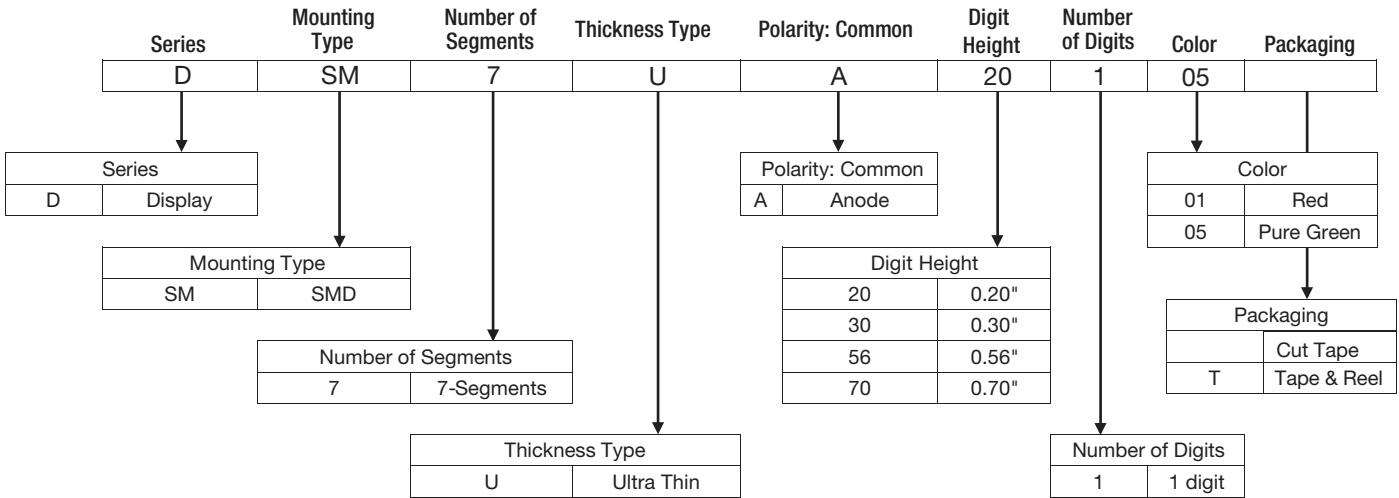 Series Mounting Type Number of Segments Thickness Type Polarity: Common Digit Height Number of Digits Color Packaging
D SM 7 U A 20 1 05
Series
D Display
Mounting Type
SM SMD
Number of Segments
7 7-Segments
Thickness Type
U Ultra Thin
Polarity: Common
A Anode
Digit Height
20 0.20"
30 0.30"
56 0.56"
70 0.70"
Number of Digits
1 1 digit
Color
01 Red
05 Pure Green
Packaging
Cut Tape
T Tape & Reel